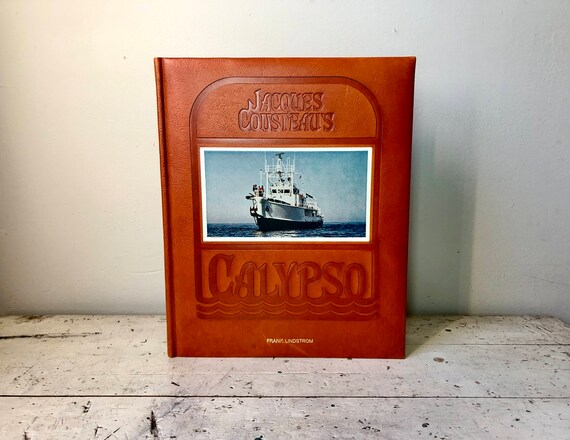 JACQUES
COUSTEAU'S
CALYPSO
FRANK LINDSTROM